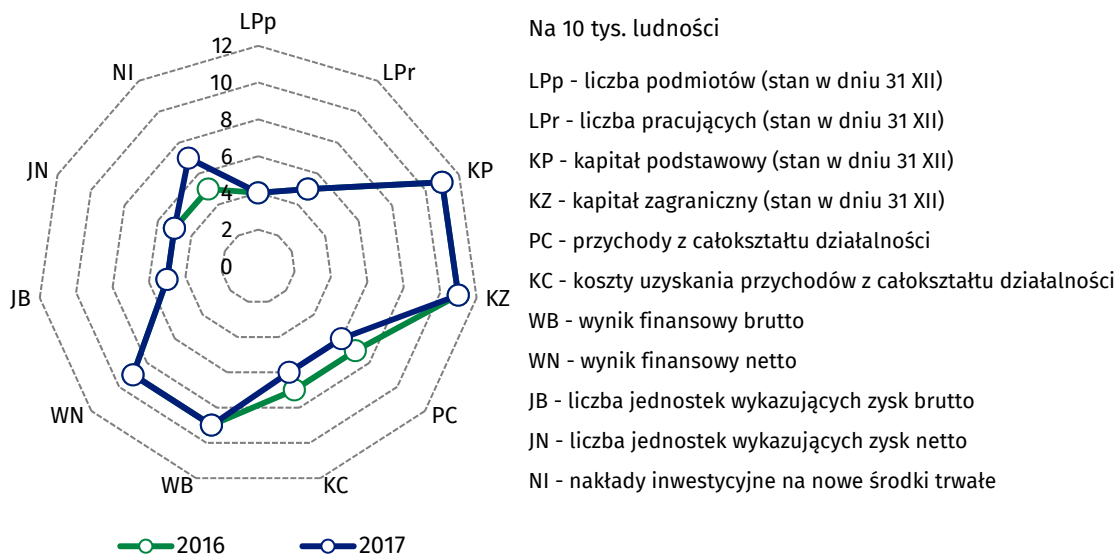 LPp
LPr
KP
KZ
PC
KC
WB
WN
JB
JN
NI
12
10
8
6
4
2
0
2016
2017
Na 10 tys. ludności
LPp - liczba podmiotów (stan w dniu 31 XII)
LPr - liczba pracujących (stan w dniu 31 XII)
KP - kapitał podstawowy (stan w dniu 31 XII)
KZ - kapitał zagraniczny (stan w dniu 31 XII)
PC - przychody z całokształtu działalności
KC - koszty uzyskania przychodów z całokształtu działalności
WB - wynik finansowy brutto
WN - wynik finansowy netto
JB - liczba jednostek wykazujących zysk brutto
JN - liczba jednostek wykazujących zysk netto
NI - nakłady inwestycyjne na nowe środki trwałe